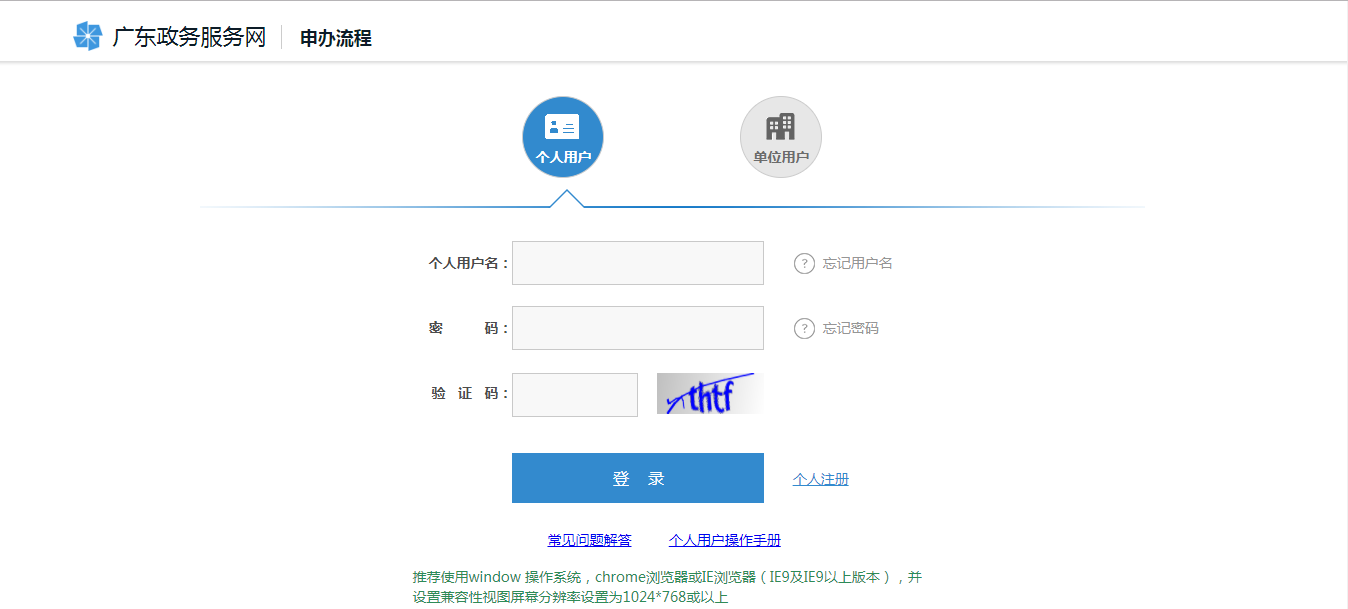 广东政务服务网 申办流程
个人用户 单位用户
个人用户名： ? 忘记用户名
密 码： ? 忘记密码
验 证 码： thtf
登 录 个人注册
常见问题解答 个人用户操作手册
推荐使用window 操作系统，chrome浏览器或IE浏览器（IE9及IE9以上版本），并
设置兼容性视图屏幕分辨率设置为1024*768或以上